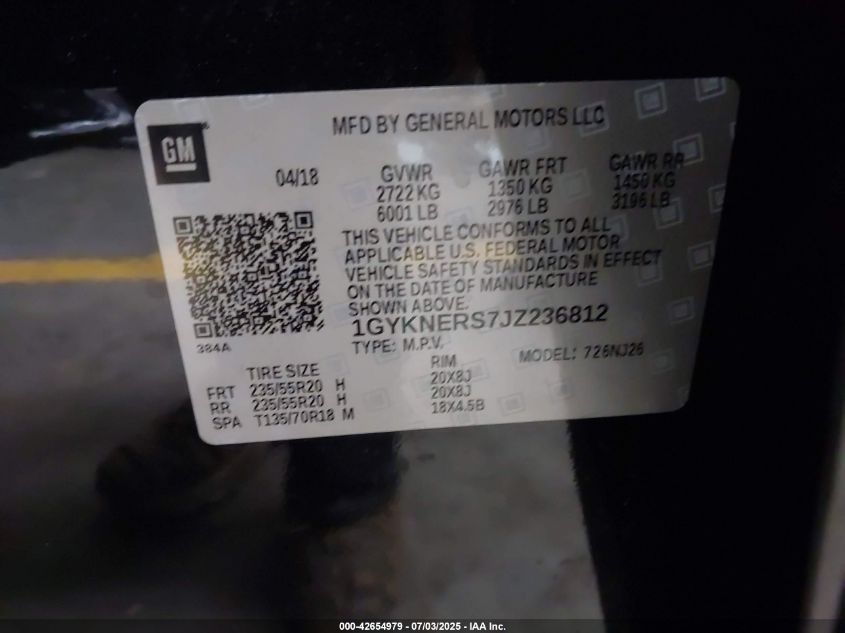 MFD BY GENERAL MOTORS LLC
GM
04/18
GVWR
2722 KG
6001 LB
GAWR FRT
1350 KG
2976 LB
GAWR RR
1450 KG
3196 LB
THIS VEHICLE CONFORMS TO ALL
APPLICABLE U.S. FEDERAL MOTOR
VEHICLE SAFETY STANDARDS IN EFFECT
ON THE DATE OF MANUFACTURE
SHOWN ABOVE.
1GYKNERS7JZ236812
TYPE: M.P.V. MODEL: 726NJ26
384A
TIRE SIZE RIM
FRT 235/55R20 H 20X8J
RR 235/55R20 H 20X8J
SPA T135/70R18 M 18X4.5B
000-42654979 | 07/03/2025 - IAA Inc.